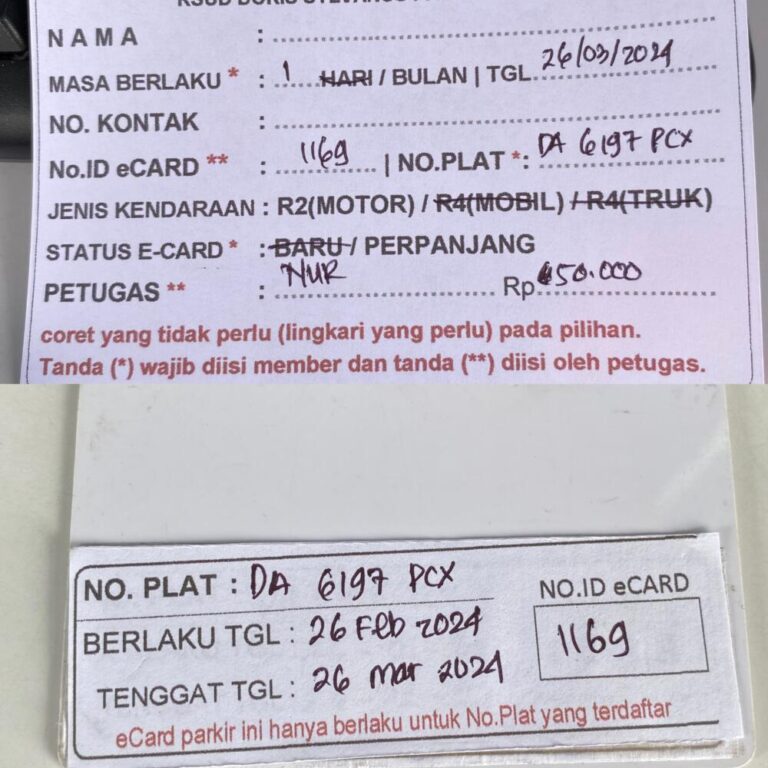 RSUD DORIS SYLVANUS
NAMA : ....................
MASA BERLAKU * : 1 HARI / BULAN | TGL 26/03/2024
NO. KONTAK : ....................
No.ID eCARD ** : 1169 | NO.PLAT *: DA 6197 PCX
JENIS KENDARAAN : R2(MOTOR) / R4(MOBIL) / R4(TRUK)
STATUS E-CARD * : BARU / PERPANJANG
PETUGAS ** : NUR Rp 50.000
coret yang tidak perlu (lingkari yang perlu) pada pilihan.
Tanda (*) wajib diisi member dan tanda (**) diisi oleh petugas.
NO. PLAT : DA 6197 PCX
NO.ID eCARD
BERLAKU TGL : 26 Feb 2024
1169
TENGGAT TGL : 26 Mar 2024
eCard parkir ini hanya berlaku untuk No.Plat yang terdaftar